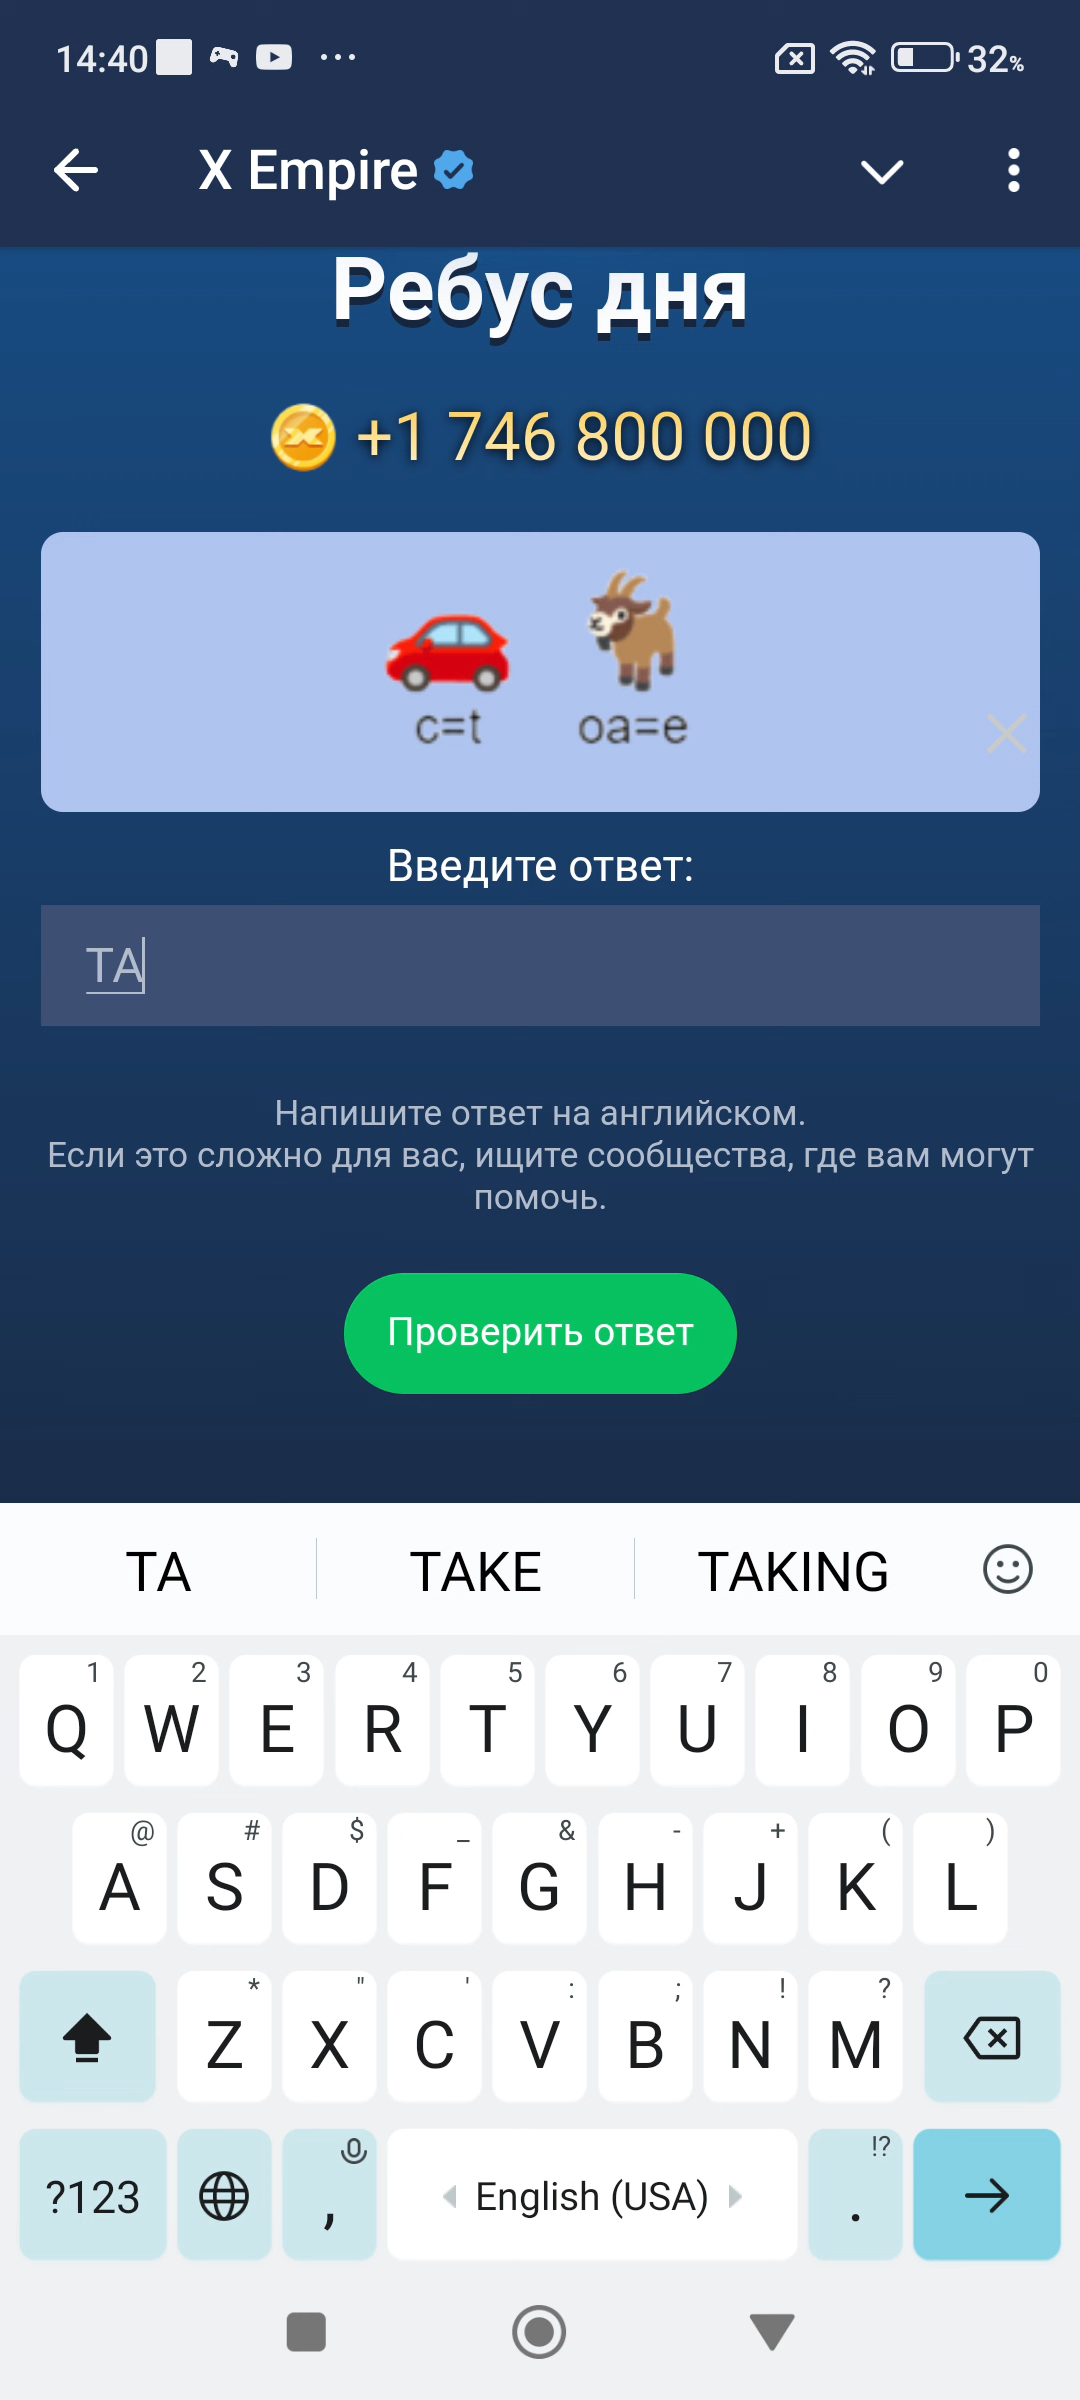 14:40 32%
X Empire
Ребус дня
+1 746 800 000
c=t oa=e
Введите ответ:
TA
Напишите ответ на английском.
Если это сложно для вас, ищите сообщества, где вам могут
помочь.
Проверить ответ
TA TAKE TAKING
1 2 3 4 5 6 7 8 9 0
Q W E R T Y U I O P
@ # $ _ & - + ( )
A S D F G H J K L
* " ' : ; ! ?
Z X C V B N M
!?
?123 , English (USA) .